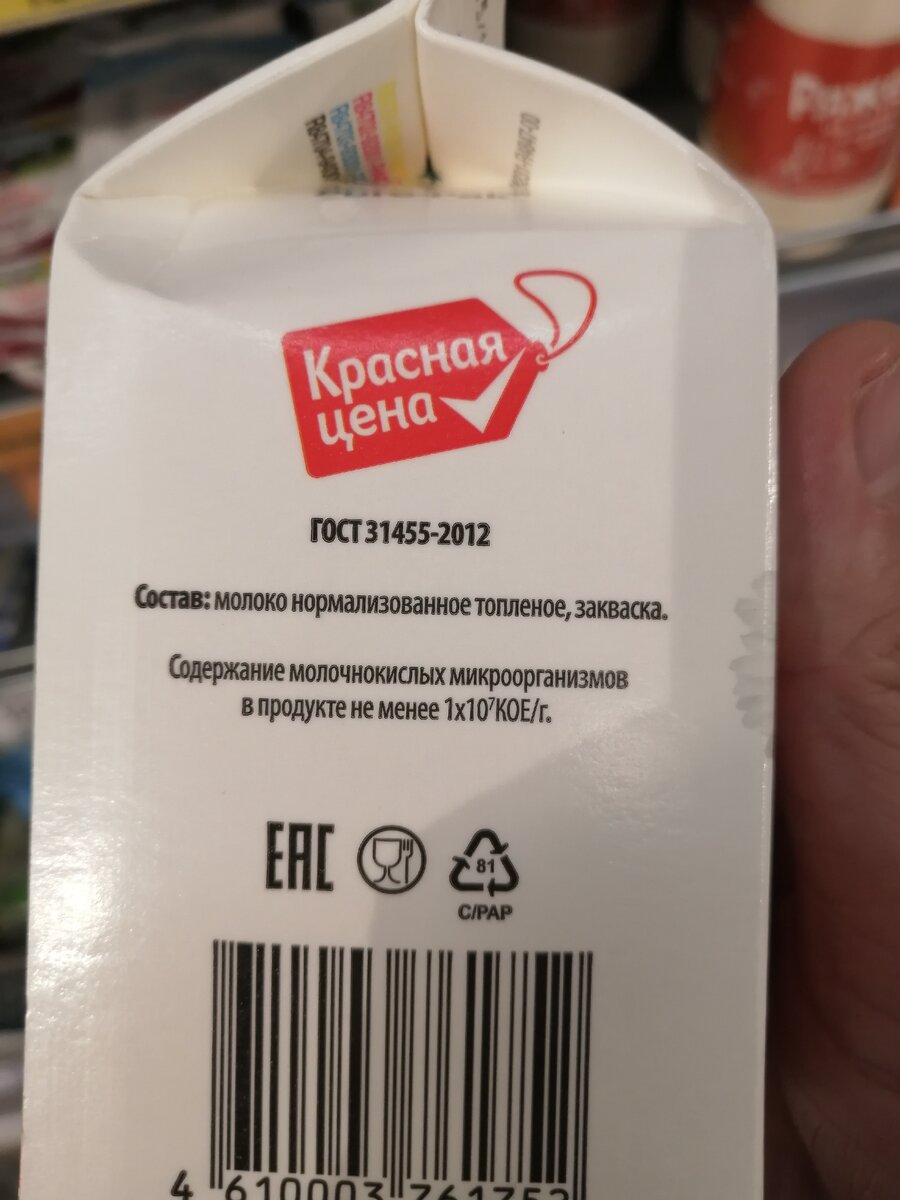 Красная
цена
ГОСТ 31455-2012
Состав: молоко нормализованное топленое, закваска.
Содержание молочнокислых микроорганизмов
в продукте не менее 1х10⁷КОЕ/г.
ЕАС
81
C/PAP
4 610003 761752